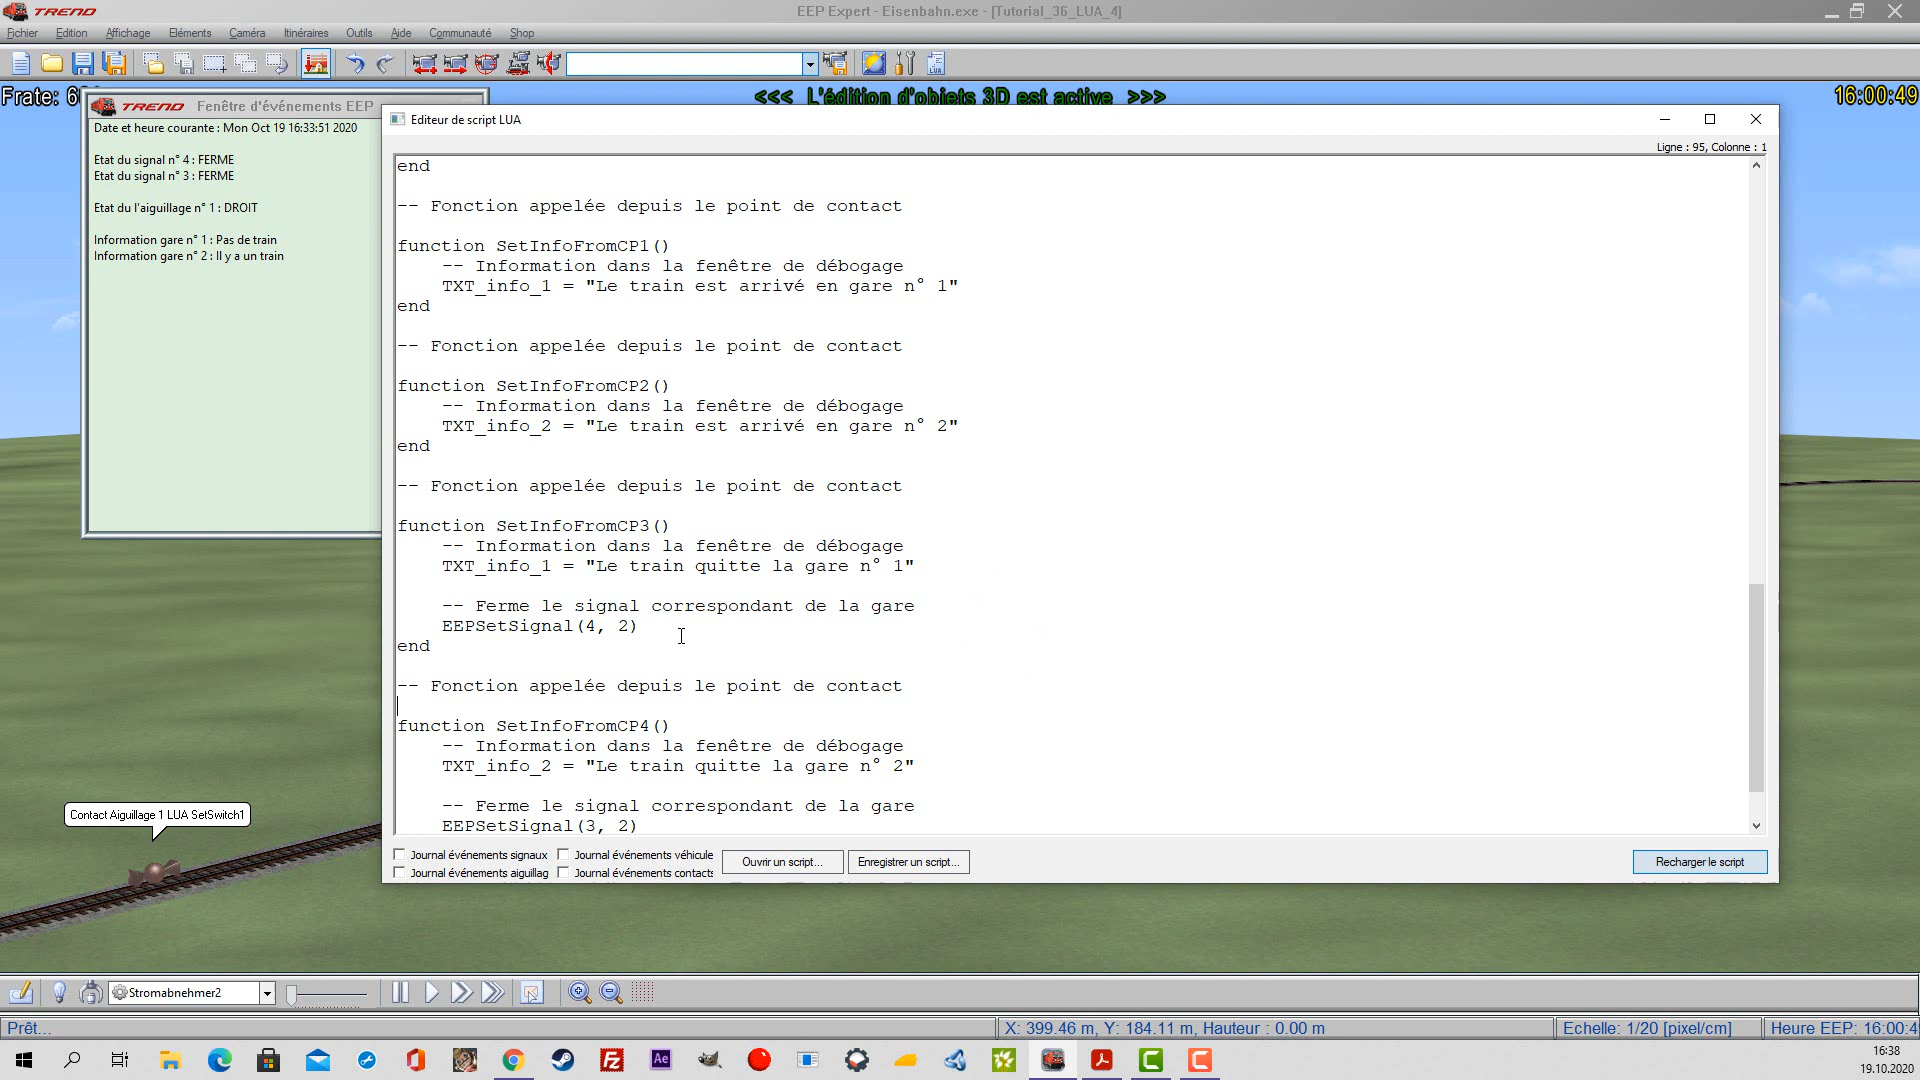 TREND
EEP Expert - Eisenbahn.exe - [Tutorial_36_LUA_4]
Fichier Edition Affichage Eléments Caméra Itinéraires Outils Aide Communauté Shop
Frate: 6
<<< L'édition d'objets 3D est active >>>
16:00:49
TREND Fenêtre d'événements EEP
Date et heure courante : Mon Oct 19 16:33:51 2020
Etat du signal n° 4 : FERME
Etat du signal n° 3 : FERME
Etat du l'aiguillage n° 1 : DROIT
Information gare n° 1 : Pas de train
Information gare n° 2 : Il y a un train
Editeur de script LUA
Ligne : 95, Colonne : 1
end
-- Fonction appelée depuis le point de contact
function SetInfoFromCP1()
-- Information dans la fenêtre de débogage
TXT_info_1 = "Le train est arrivé en gare n° 1"
end
-- Fonction appelée depuis le point de contact
function SetInfoFromCP2()
-- Information dans la fenêtre de débogage
TXT_info_2 = "Le train est arrivé en gare n° 2"
end
-- Fonction appelée depuis le point de contact
function SetInfoFromCP3()
-- Information dans la fenêtre de débogage
TXT_info_1 = "Le train quitte la gare n° 1"
-- Ferme le signal correspondant de la gare
EEPSetSignal(4, 2)
end
-- Fonction appelée depuis le point de contact
function SetInfoFromCP4()
-- Information dans la fenêtre de débogage
TXT_info_2 = "Le train quitte la gare n° 2"
-- Ferme le signal correspondant de la gare
EEPSetSignal(3, 2)
Journal événements signaux
Journal événements véhicule
Journal événements aiguillag
Journal événements contacts
Ouvrir un script...
Enregistrer un script...
Recharger le script
Contact Aiguillage 1 LUA SetSwitch1
Stromabnehmer2
Prêt...
X: 399.46 m, Y: 184.11 m, Hauteur : 0.00 m
Echelle: 1/20 [pixel/cm]
Heure EEP: 16:00:4
16:38
19.10.2020